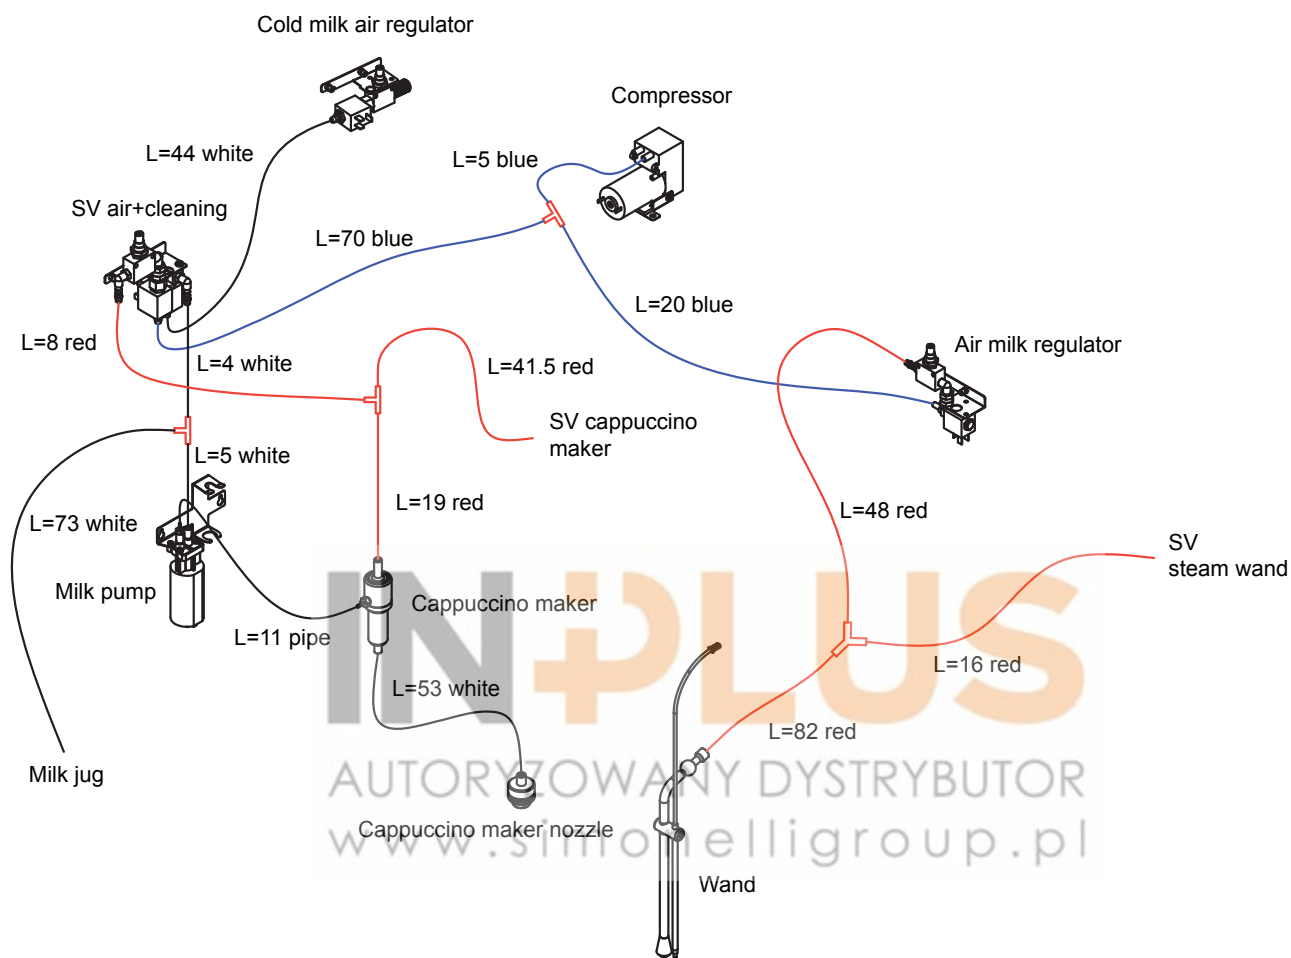 Cold milk air regulator
Compressor
L=44 white
L=5 blue
SV air+cleaning
L=70 blue
L=20 blue
L=8 red
L=4 white
L=41.5 red
Air milk regulator
SV cappuccino
maker
L=5 white
L=19 red
L=73 white
L=48 red
SV
steam wand
Milk pump
Cappuccino maker
L=11 pipe
L=16 red
L=53 white
L=82 red
INPLUS
Milk jug
AUTORYZOWANY DYSTRYBUTOR
Cappuccino maker nozzle
www.simonelligroup.pl
Wand